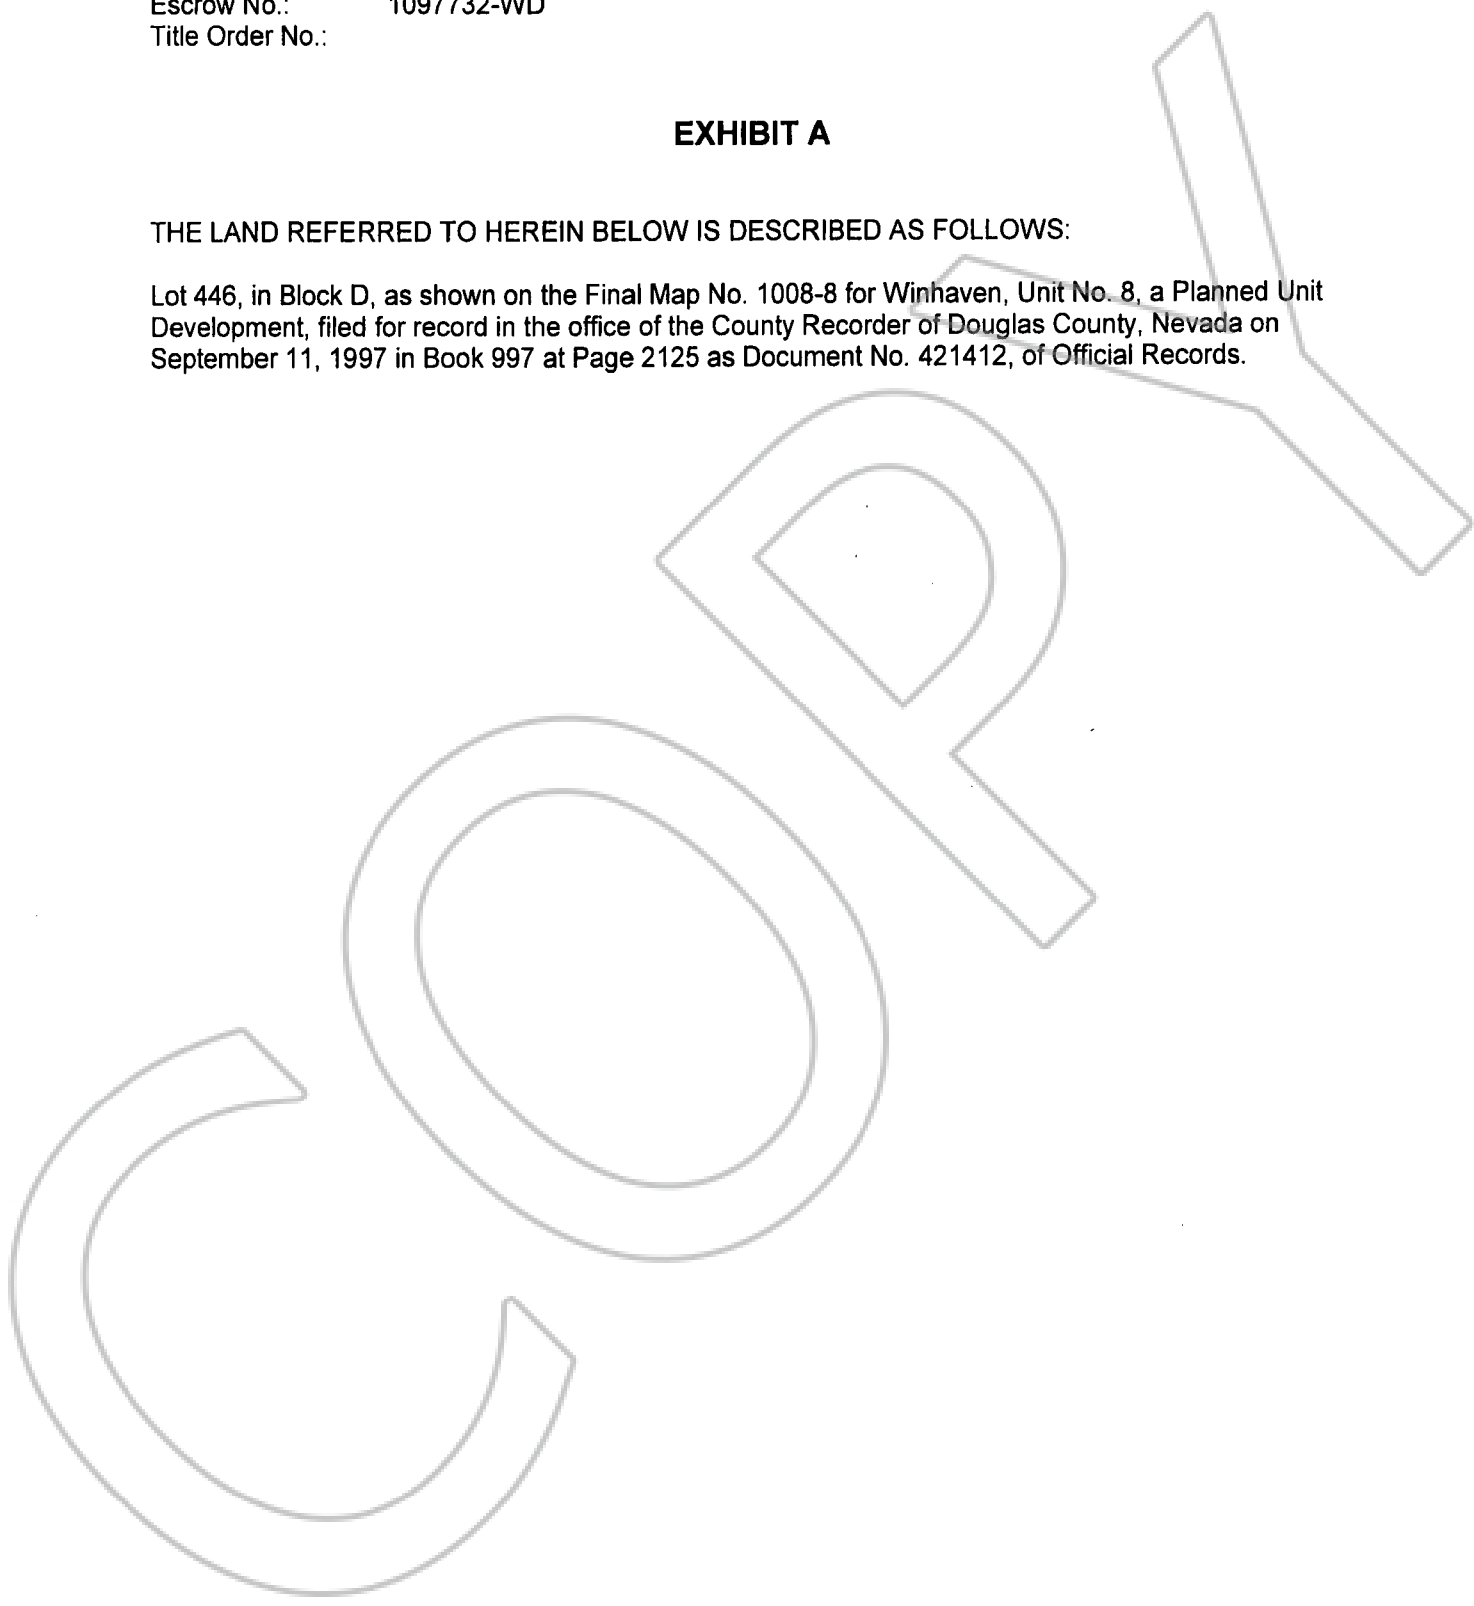 Escrow No.: 1097732-WD
Title Order No.:
EXHIBIT A
THE LAND REFERRED TO HEREIN BELOW IS DESCRIBED AS FOLLOWS:
Lot 446, in Block D, as shown on the Final Map No. 1008-8 for Winhaven, Unit No. 8, a Planned Unit
Development, filed for record in the office of the County Recorder of Douglas County, Nevada on
September 11, 1997 in Book 997 at Page 2125 as Document No. 421412, of Official Records.
COPY